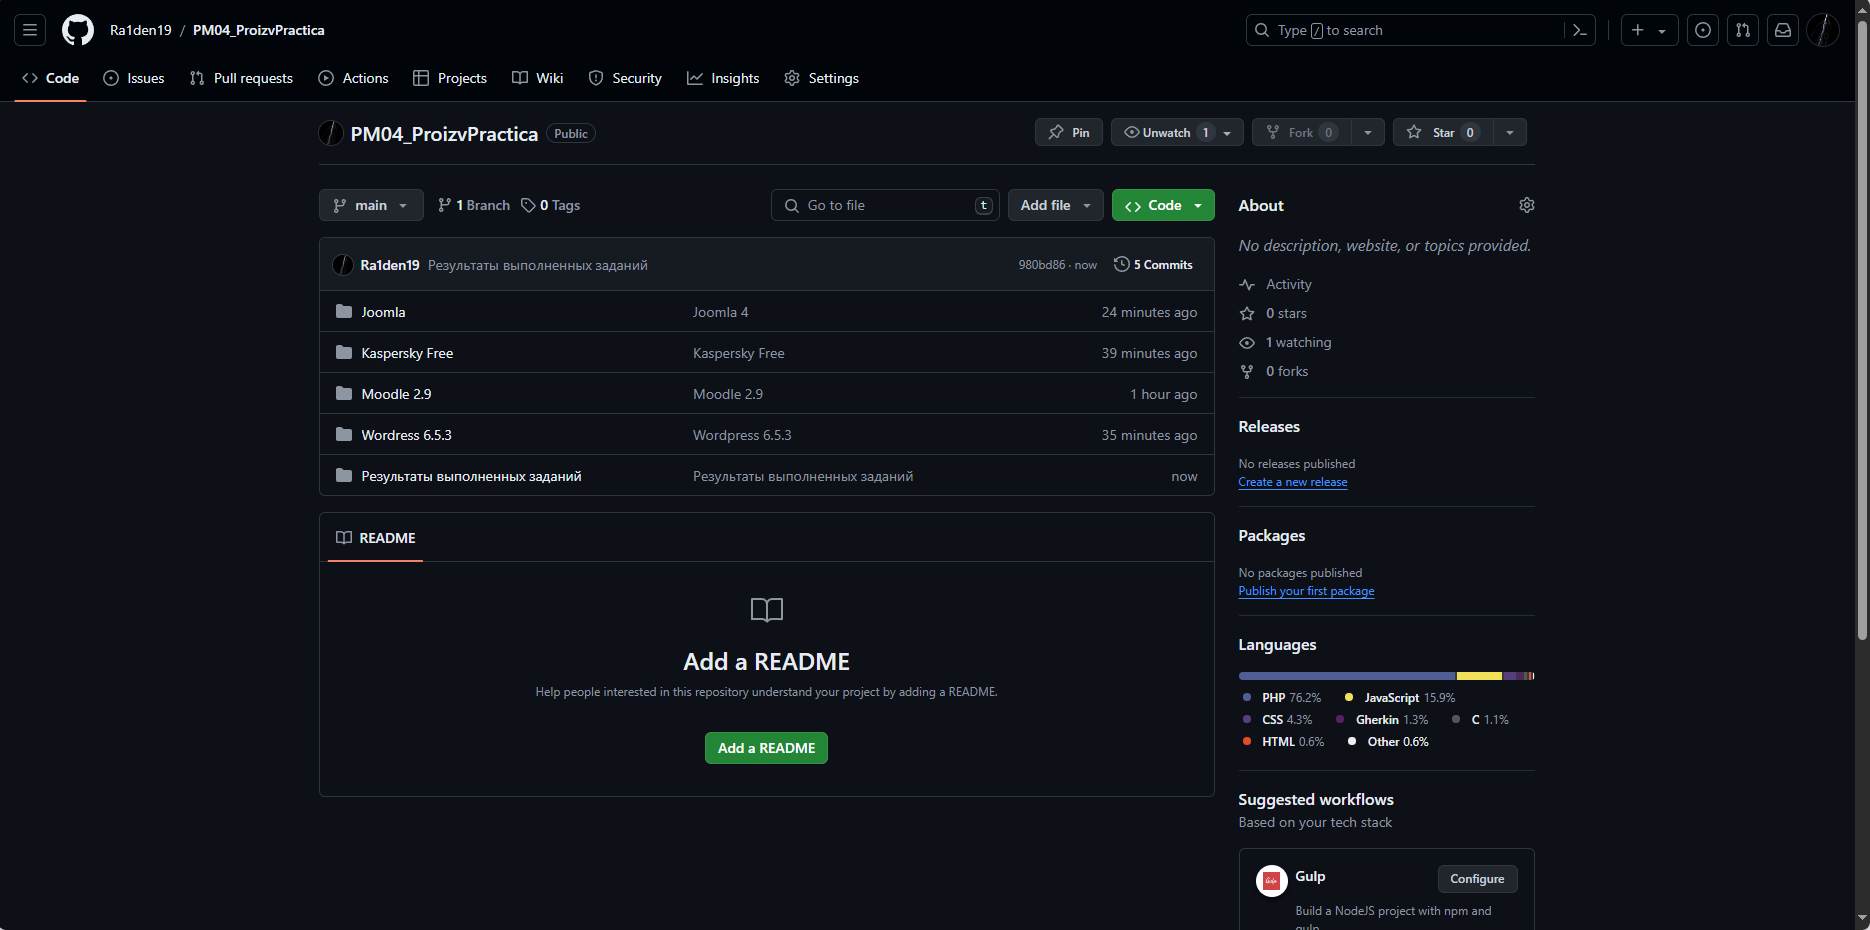 Ra1den19 / PM04_ProizvPractica
Type / to search
Code Issues Pull requests Actions Projects Wiki Security Insights Settings
PM04_ProizvPractica Public
Pin Unwatch 1 Fork 0 Star 0
main 1 Branch 0 Tags Go to file t Add file Code
Ra1den19 Результаты выполненных заданий 980bd86 · now 5 Commits
Joomla Joomla 4 24 minutes ago
Kaspersky Free Kaspersky Free 39 minutes ago
Moodle 2.9 Moodle 2.9 1 hour ago
Wordress 6.5.3 Wordpress 6.5.3 35 minutes ago
Результаты выполненных заданий Результаты выполненных заданий now
README
Add a README
Help people interested in this repository understand your project by adding a README.
Add a README
About
No description, website, or topics provided.
Activity
0 stars
1 watching
0 forks
Releases
No releases published
Create a new release
Packages
No packages published
Publish your first package
Languages
PHP 76.2% JavaScript 15.9%
CSS 4.3% Gherkin 1.3% C 1.1%
HTML 0.6% Other 0.6%
Suggested workflows
Based on your tech stack
Gulp
Gulp Configure
Build a NodeJS project with npm and
gulp.